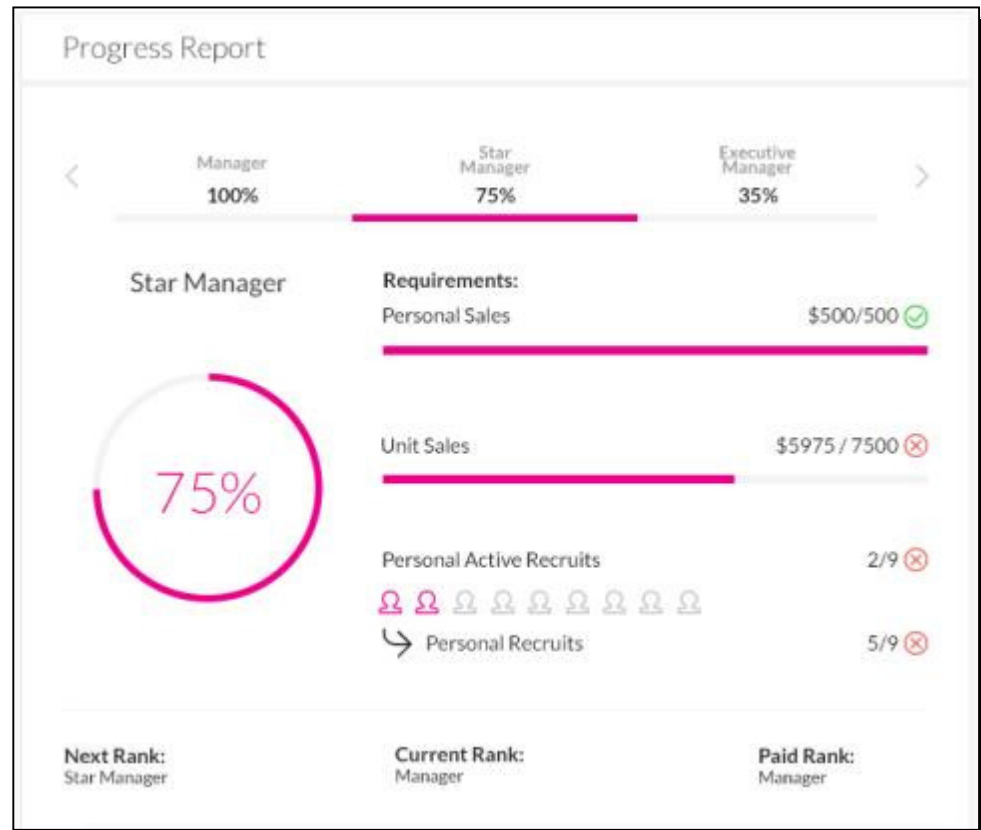 Progress Report
Manager
100%
Star
Manager
75%
Executive
Manager
35%
Star Manager
75%
Requirements:
Personal Sales $500/500
Unit Sales $5975 / 7500
Personal Active Recruits 2/9
Personal Recruits 5/9
Next Rank:
Star Manager
Current Rank:
Manager
Paid Rank:
Manager